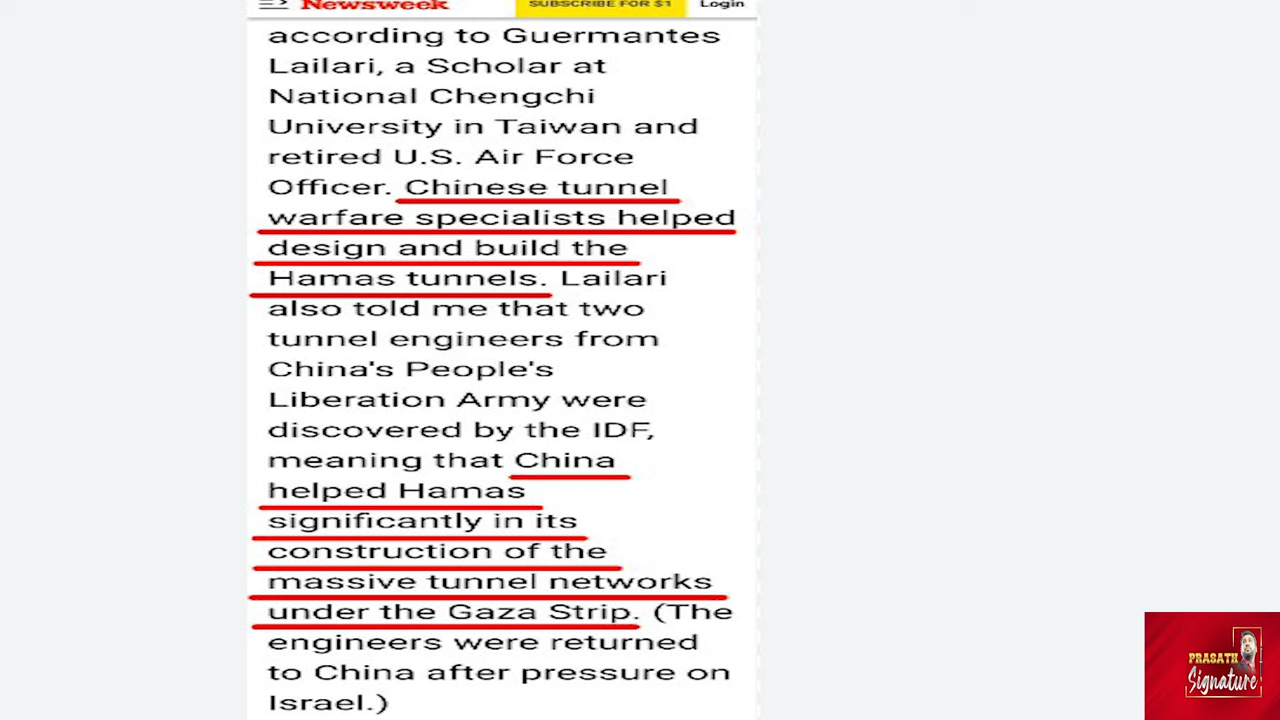 Newsweek
SUBSCRIBE FOR $1
Login
according to Guermantes
Lailari, a Scholar at
National Chengchi
University in Taiwan and
retired U.S. Air Force
Officer. Chinese tunnel
warfare specialists helped
design and build the
Hamas tunnels. Lailari
also told me that two
tunnel engineers from
China's People's
Liberation Army were
discovered by the IDF,
meaning that China
helped Hamas
significantly in its
construction of the
massive tunnel networks
under the Gaza Strip. (The
engineers were returned
to China after pressure on
Israel.)
PRASATH
Signature